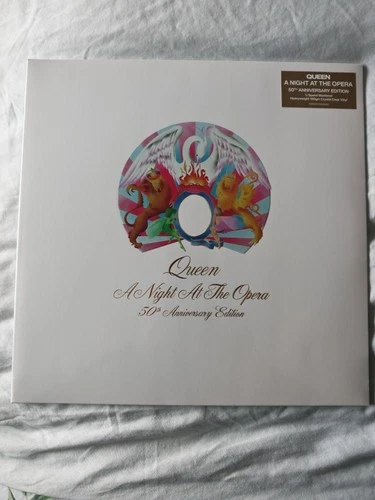 QUEEN
A NIGHT AT THE OPERA
50TH ANNIVERSARY EDITION
Queen
A Night At The Opera
50th Anniversary Edition